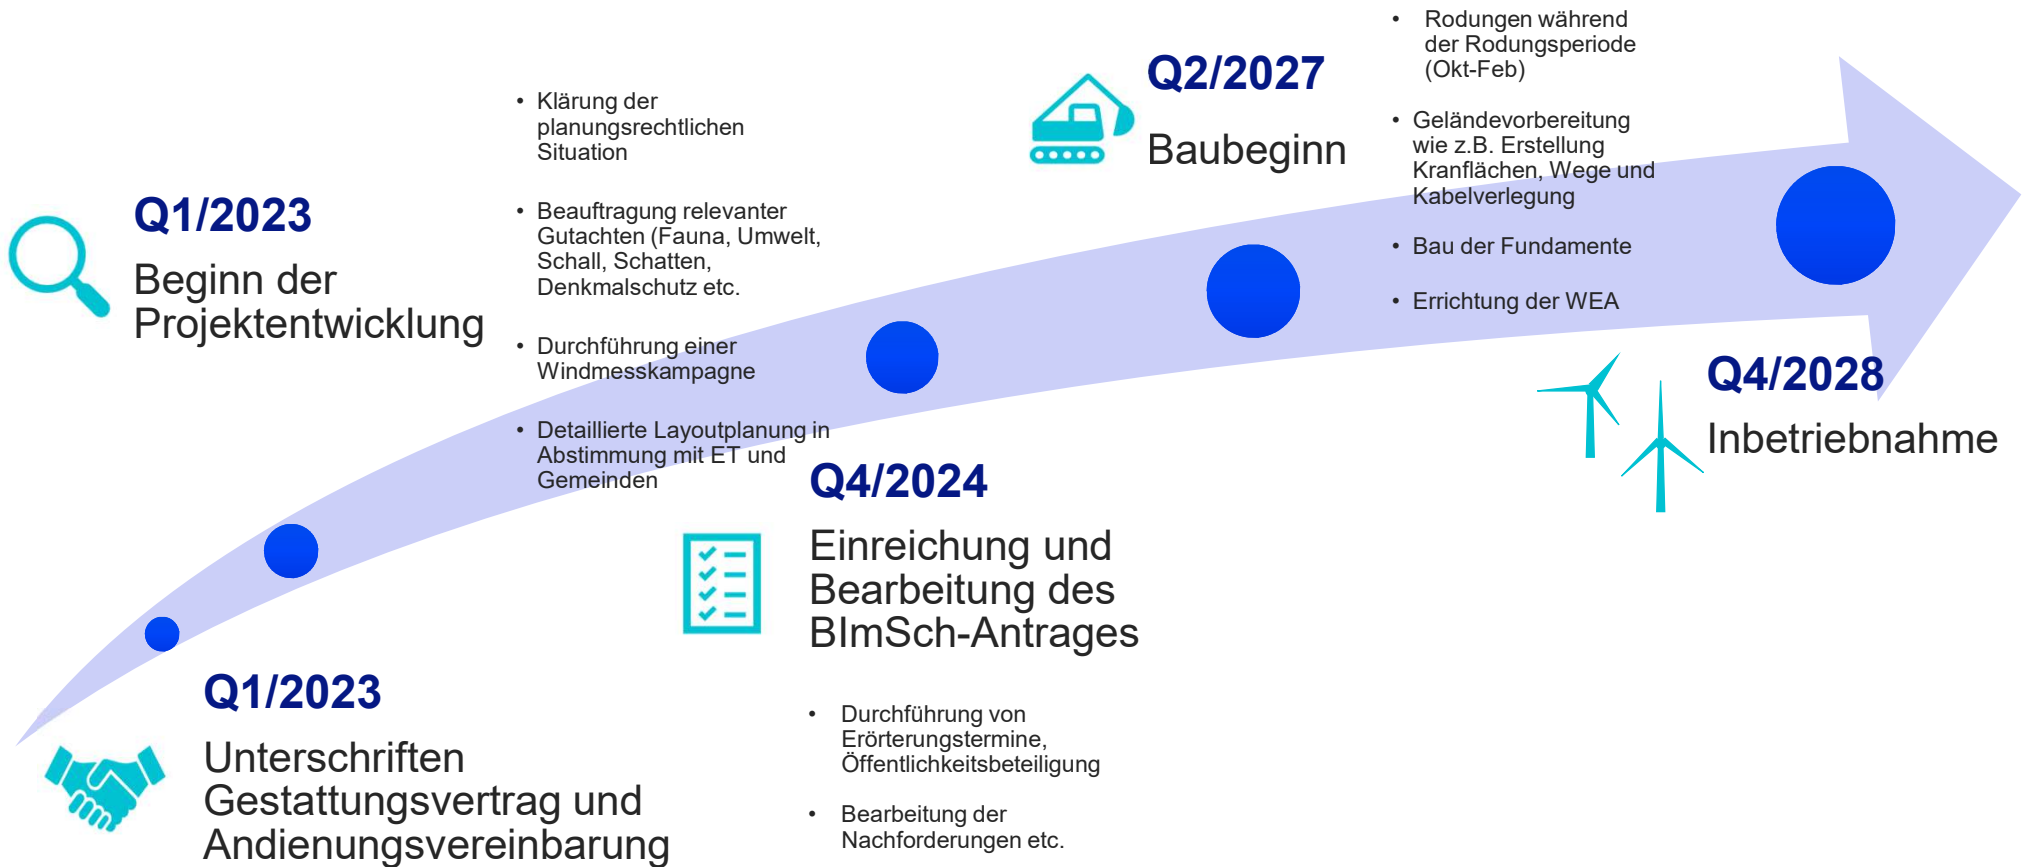 Q1/2023
Unterschriften
Gestattungsvertrag und
Andienungsvereinbarung
Q1/2023
Beginn der
Projektentwicklung
• Klärung der
planungsrechtlichen
Situation
• Beauftragung relevanter
Gutachten (Fauna, Umwelt,
Schall, Schatten,
Denkmalschutz etc.
• Durchführung einer
Windmesskampagne
• Detaillierte Layoutplanung in
Abstimmung mit ET und
Gemeinden
Q4/2024
Einreichung und
Bearbeitung des
BImSch-Antrages
• Durchführung von
Erörterungstermine,
Öffentlichkeitsbeteiligung
• Bearbeitung der
Nachforderungen etc.
Q2/2027
Baubeginn
• Rodungen während
der Rodungsperiode
(Okt-Feb)
• Geländevorbereitung
wie z.B. Erstellung
Kranflächen, Wege und
Kabelverlegung
• Bau der Fundamente
• Errichtung der WEA
Q4/2028
Inbetriebnahme